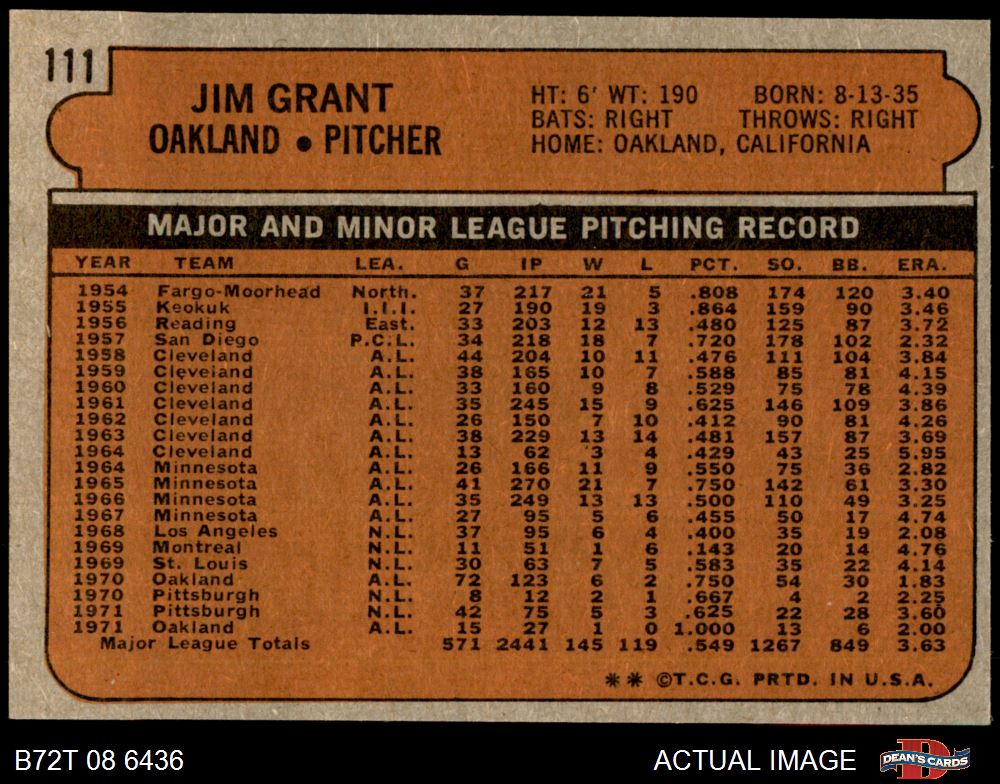 111
JIM GRANT
OAKLAND • PITCHER
HT: 6' WT: 190 BORN: 8-13-35
BATS: RIGHT THROWS: RIGHT
HOME: OAKLAND, CALIFORNIA
MAJOR AND MINOR LEAGUE PITCHING RECORD
YEAR TEAM LEA. G IP W L PCT. SO. BB. ERA.
1954 Fargo-Moorhead North. 37 217 21 5 .808 174 120 3.40
1955 Keokuk I.I.I. 27 190 19 3 .864 159 90 3.46
1956 Reading East. 33 203 12 13 .480 125 87 3.72
1957 San Diego P.C.L. 34 218 18 7 .720 178 102 2.32
1958 Cleveland A.L. 44 204 10 11 .476 111 104 3.84
1959 Cleveland A.L. 38 165 10 7 .588 85 81 4.15
1960 Cleveland A.L. 33 160 9 8 .529 75 78 4.39
1961 Cleveland A.L. 35 245 15 9 .625 146 109 3.86
1962 Cleveland A.L. 26 150 7 10 .412 90 81 4.26
1963 Cleveland A.L. 38 229 13 14 .481 157 87 3.69
1964 Cleveland A.L. 13 62 3 4 .429 43 25 5.95
1964 Minnesota A.L. 26 166 11 9 .550 75 36 2.82
1965 Minnesota A.L. 41 270 21 7 .750 142 61 3.30
1966 Minnesota A.L. 35 249 13 13 .500 110 49 3.25
1967 Minnesota A.L. 27 95 5 6 .455 50 17 4.74
1968 Los Angeles N.L. 37 95 6 4 .400 35 19 2.08
1969 Montreal N.L. 11 51 1 6 .143 20 14 4.76
1969 St. Louis N.L. 30 63 7 5 .583 35 22 4.14
1970 Oakland A.L. 72 123 6 2 .750 54 30 1.83
1970 Pittsburgh N.L. 8 12 2 1 .667 4 2 2.25
1971 Pittsburgh N.L. 42 75 5 3 .625 22 28 3.60
1971 Oakland A.L. 15 27 1 0 1.000 13 6 2.00
Major League Totals 571 2441 145 119 .549 1267 849 3.63
** ©T.C.G. PRTD. IN U.S.A.
B72T 08 6436 ACTUAL IMAGE D DEAN'S CARDS